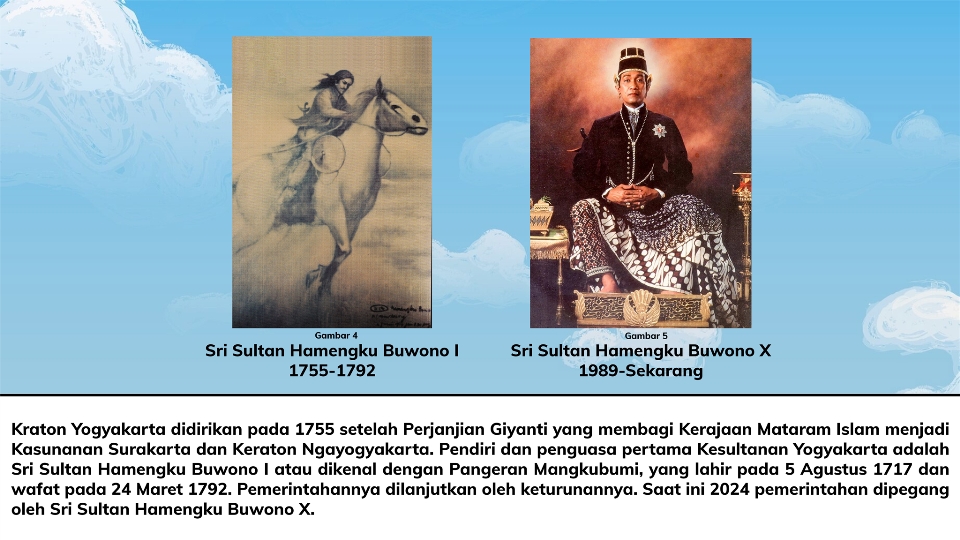 Gambar 4
Sri Sultan Hamengku Buwono I
1755-1792
Gambar 5
Sri Sultan Hamengku Buwono X
1989-Sekarang
Kraton Yogyakarta didirikan pada 1755 setelah Perjanjian Giyanti yang membagi Kerajaan Mataram Islam menjadi
Kasunanan Surakarta dan Keraton Ngayogyakarta. Pendiri dan penguasa pertama Kesultanan Yogyakarta adalah
Sri Sultan Hamengku Buwono I atau dikenal dengan Pangeran Mangkubumi, yang lahir pada 5 Agustus 1717 dan
wafat pada 24 Maret 1792. Pemerintahannya dilanjutkan oleh keturunannya. Saat ini 2024 pemerintahan dipegang
oleh Sri Sultan Hamengku Buwono X.